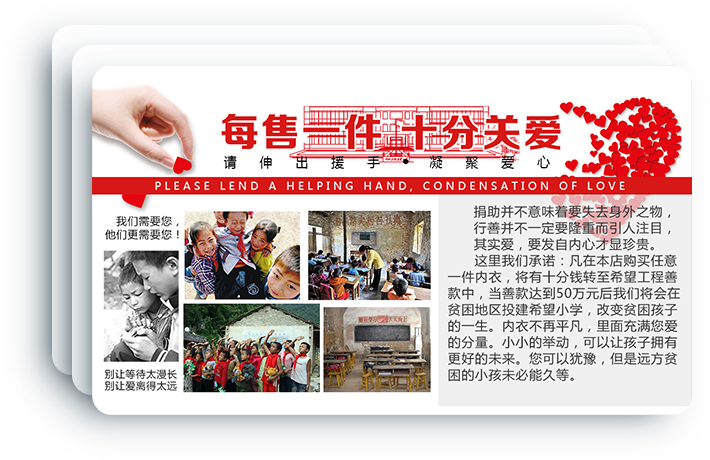 每售一件 十分关爱
请伸出援手•凝聚爱心
PLEASE LEND A HELPING HAND, CONDENSATION OF LOVE
我们需要您，
他们更需要您！
别让等待太漫长
别让爱离得太远
捐助并不意味着要失去身外之物，
行善并不一定要隆重而引人注目，
其实爱，要发自内心才显珍贵。
这里我们承诺：凡在本店购买任意
一件内衣，将有十分钱转至希望工程善
款中，当善款达到50万元后我们将会在
贫困地区投建希望小学，改变贫困孩子
的一生。内衣不再平凡，里面充满您爱
的分量。小小的举动，可以让孩子拥有
更好的未来。您可以犹豫，但是远方贫
困的小孩未必能久等。